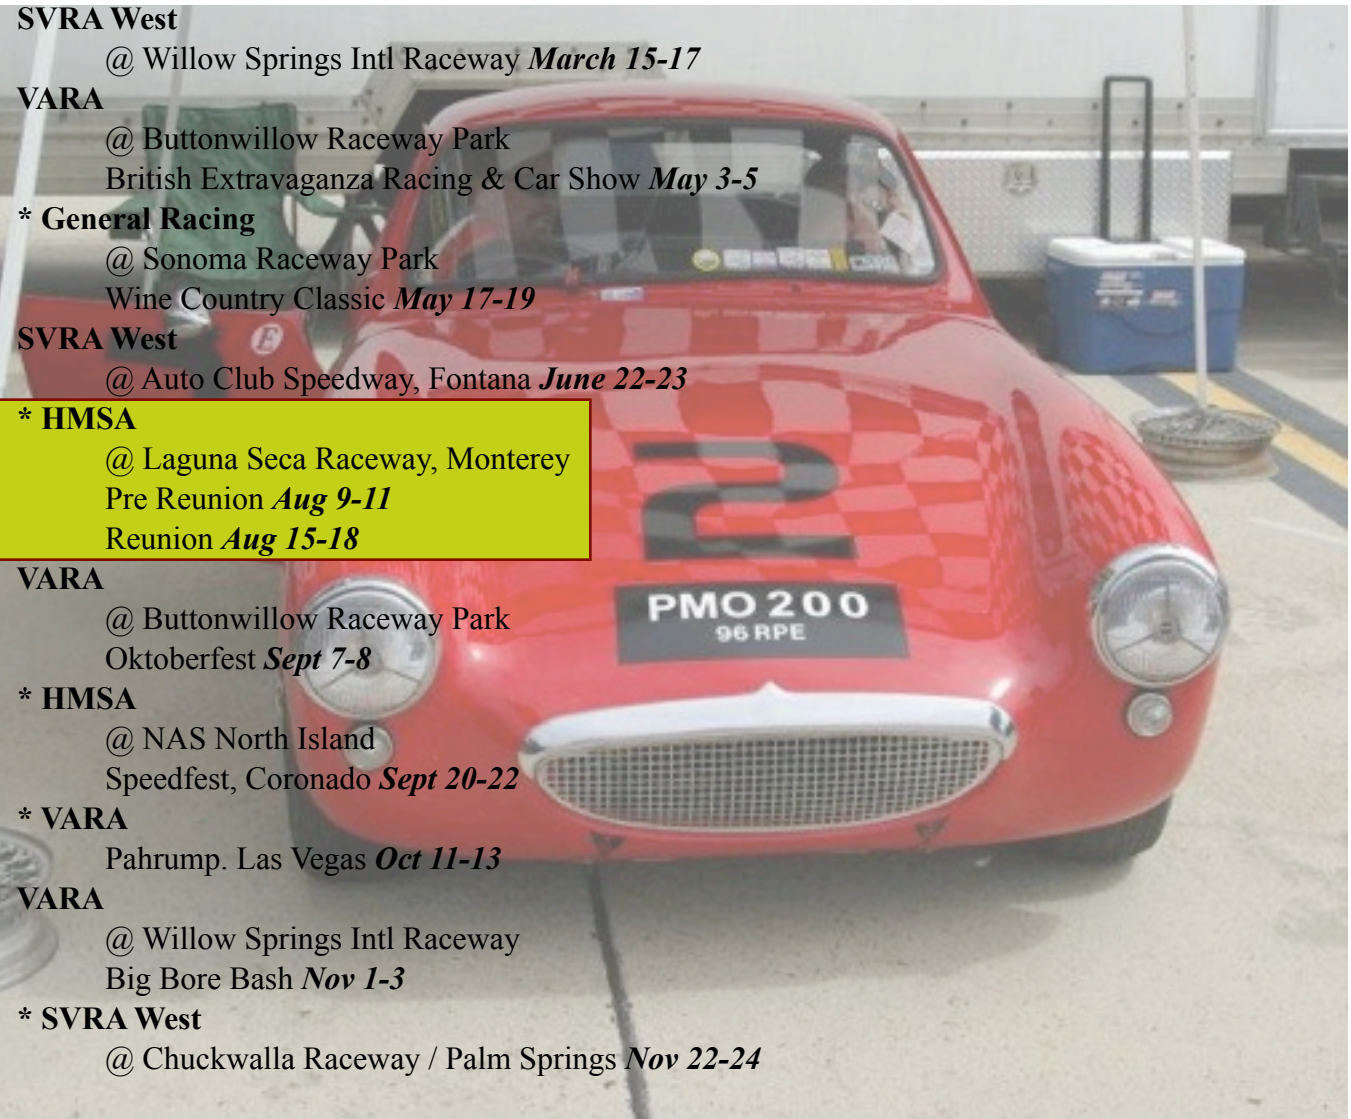 SVRA West
@ Willow Springs Intl Raceway March 15-17
VARA
@ Buttonwillow Raceway Park
British Extravaganza Racing & Car Show May 3-5
* General Racing
@ Sonoma Raceway Park
Wine Country Classic May 17-19
SVRA West
@ Auto Club Speedway, Fontana June 22-23
* HMSA
@ Laguna Seca Raceway, Monterey
Pre Reunion Aug 9-11
Reunion Aug 15-18
VARA
@ Buttonwillow Raceway Park
Oktoberfest Sept 7-8
* HMSA
@ NAS North Island
Speedfest, Coronado Sept 20-22
* VARA
Pahrump. Las Vegas Oct 11-13
VARA
@ Willow Springs Intl Raceway
Big Bore Bash Nov 1-3
* SVRA West
@ Chuckwalla Raceway / Palm Springs Nov 22-24
E
2
PMO 200
96 RPE